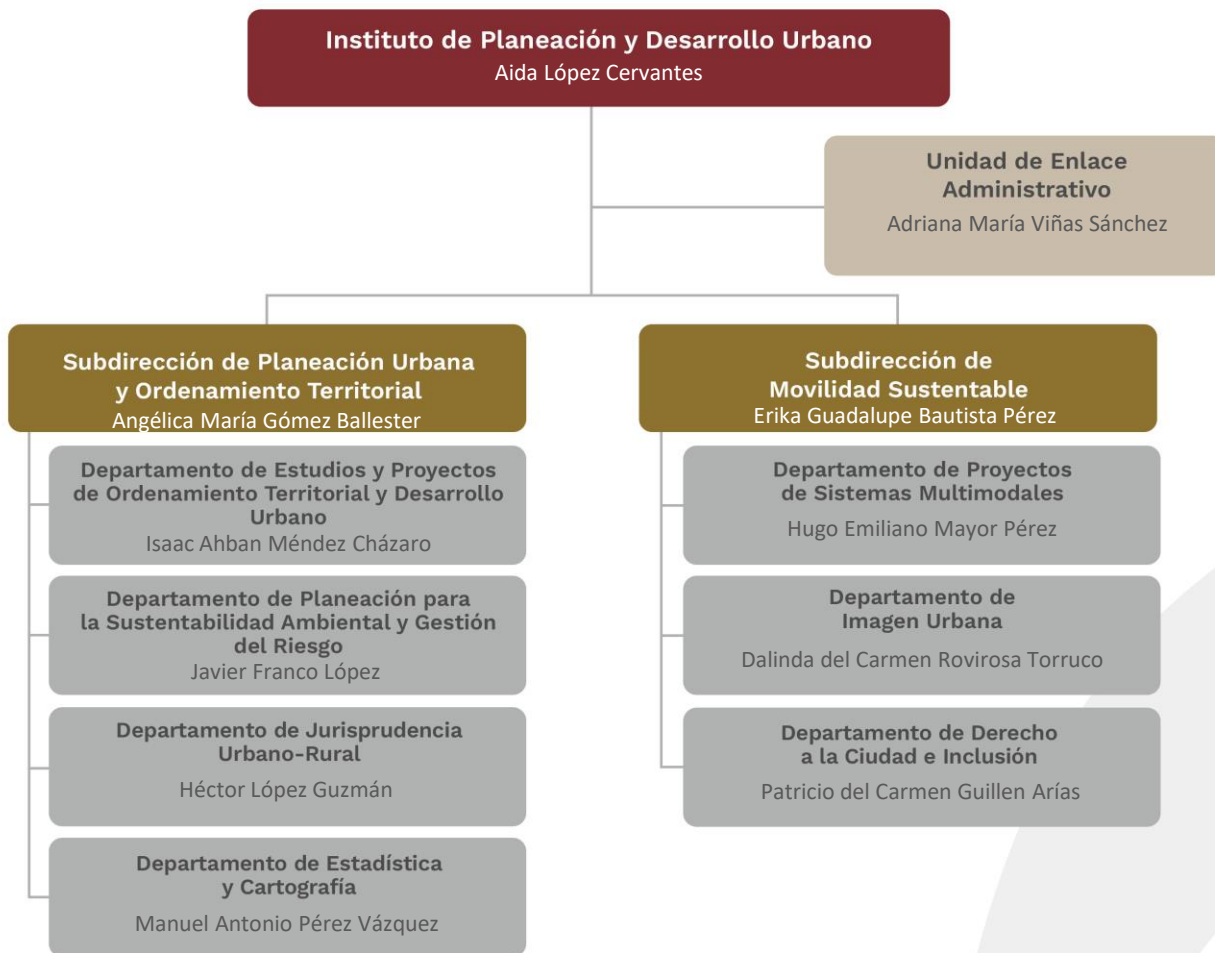 Instituto de Planeación y Desarrollo Urbano
Aida López Cervantes
Unidad de Enlace
Administrativo
Adriana María Viñas Sánchez
Subdirección de Planeación Urbana
y Ordenamiento Territorial
Angélica María Gómez Ballester
Departamento de Estudios y Proyectos
de Ordenamiento Territorial y Desarrollo
Urbano
Isaac Ahban Méndez Cházaro
Departamento de Planeación para
la Sustentabilidad Ambiental y Gestión
del Riesgo
Javier Franco López
Departamento de Jurisprudencia
Urbano-Rural
Héctor López Guzmán
Departamento de Estadística
y Cartografía
Manuel Antonio Pérez Vázquez
Subdirección de
Movilidad Sustentable
Erika Guadalupe Bautista Pérez
Departamento de Proyectos
de Sistemas Multimodales
Hugo Emiliano Mayor Pérez
Departamento de
Imagen Urbana
Dalinda del Carmen Rovirosa Torruco
Departamento de Derecho
a la Ciudad e Inclusión
Patricio del Carmen Guillen Arías